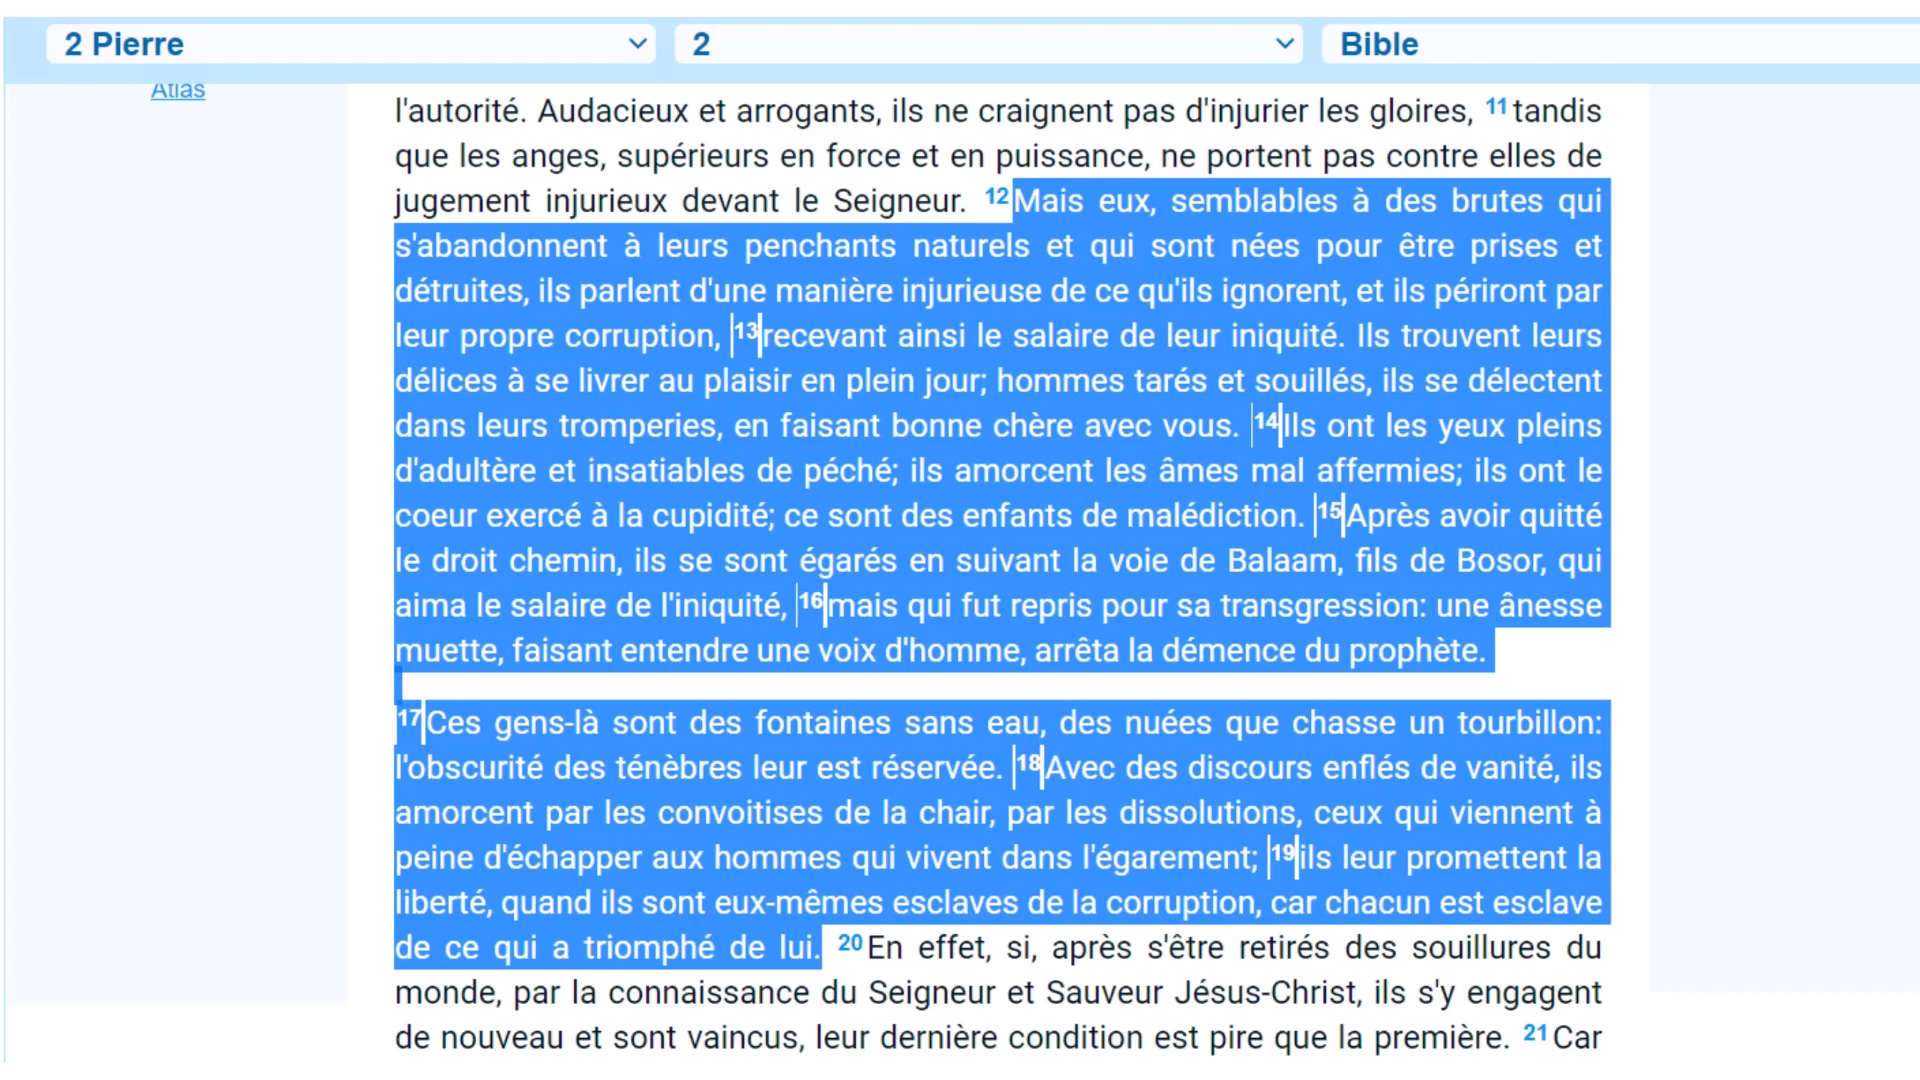 2 Pierre
2
Bible
Atlas
l'autorité. Audacieux et arrogants, ils ne craignent pas d'injurier les gloires, 11 tandis
que les anges, supérieurs en force et en puissance, ne portent pas contre elles de
jugement injurieux devant le Seigneur. 12 Mais eux, semblables à des brutes qui
s'abandonnent à leurs penchants naturels et qui sont nées pour être prises et
détruites, ils parlent d'une manière injurieuse de ce qu'ils ignorent, et ils périront par
leur propre corruption, 13 recevant ainsi le salaire de leur iniquité. Ils trouvent leurs
délices à se livrer au plaisir en plein jour; hommes tarés et souillés, ils se délectent
dans leurs tromperies, en faisant bonne chère avec vous. 14 Ils ont les yeux pleins
d'adultère et insatiables de péché; ils amorcent les âmes mal affermies; ils ont le
coeur exercé à la cupidité; ce sont des enfants de malédiction. 15 Après avoir quitté
le droit chemin, ils se sont égarés en suivant la voie de Balaam, fils de Bosor, qui
aima le salaire de l'iniquité, 16 mais qui fut repris pour sa transgression: une ânesse
muette, faisant entendre une voix d'homme, arrêta la démence du prophète.
17 Ces gens-là sont des fontaines sans eau, des nuées que chasse un tourbillon:
l'obscurité des ténèbres leur est réservée. 18 Avec des discours enflés de vanité, ils
amorcent par les convoitises de la chair, par les dissolutions, ceux qui viennent à
peine d'échapper aux hommes qui vivent dans l'égarement; 19 ils leur promettent la
liberté, quand ils sont eux-mêmes esclaves de la corruption, car chacun est esclave
de ce qui a triomphé de lui. 20 En effet, si, après s'être retirés des souillures du
monde, par la connaissance du Seigneur et Sauveur Jésus-Christ, ils s'y engagent
de nouveau et sont vaincus, leur dernière condition est pire que la première. 21 Car